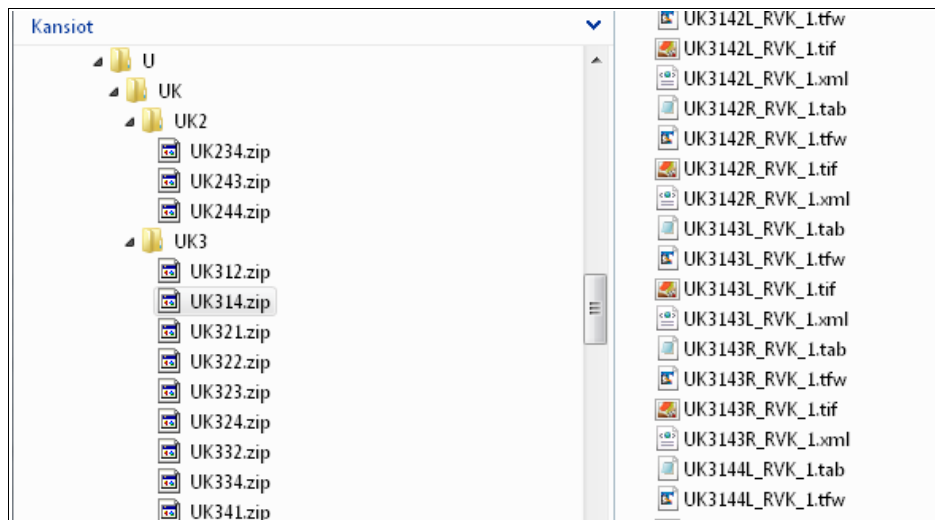 Kansiot
U
UK
UK2
UK234.zip
UK243.zip
UK244.zip
UK3
UK312.zip
UK314.zip
UK321.zip
UK322.zip
UK323.zip
UK324.zip
UK332.zip
UK334.zip
UK341.zip
UK3142L_RVK_1.tfw
UK3142L_RVK_1.tif
UK3142L_RVK_1.xml
UK3142R_RVK_1.tab
UK3142R_RVK_1.tfw
UK3142R_RVK_1.tif
UK3142R_RVK_1.xml
UK3143L_RVK_1.tab
UK3143L_RVK_1.tfw
UK3143L_RVK_1.tif
UK3143L_RVK_1.xml
UK3143R_RVK_1.tab
UK3143R_RVK_1.tfw
UK3143R_RVK_1.tif
UK3143R_RVK_1.xml
UK3144L_RVK_1.tab
UK3144L_RVK_1.tfw